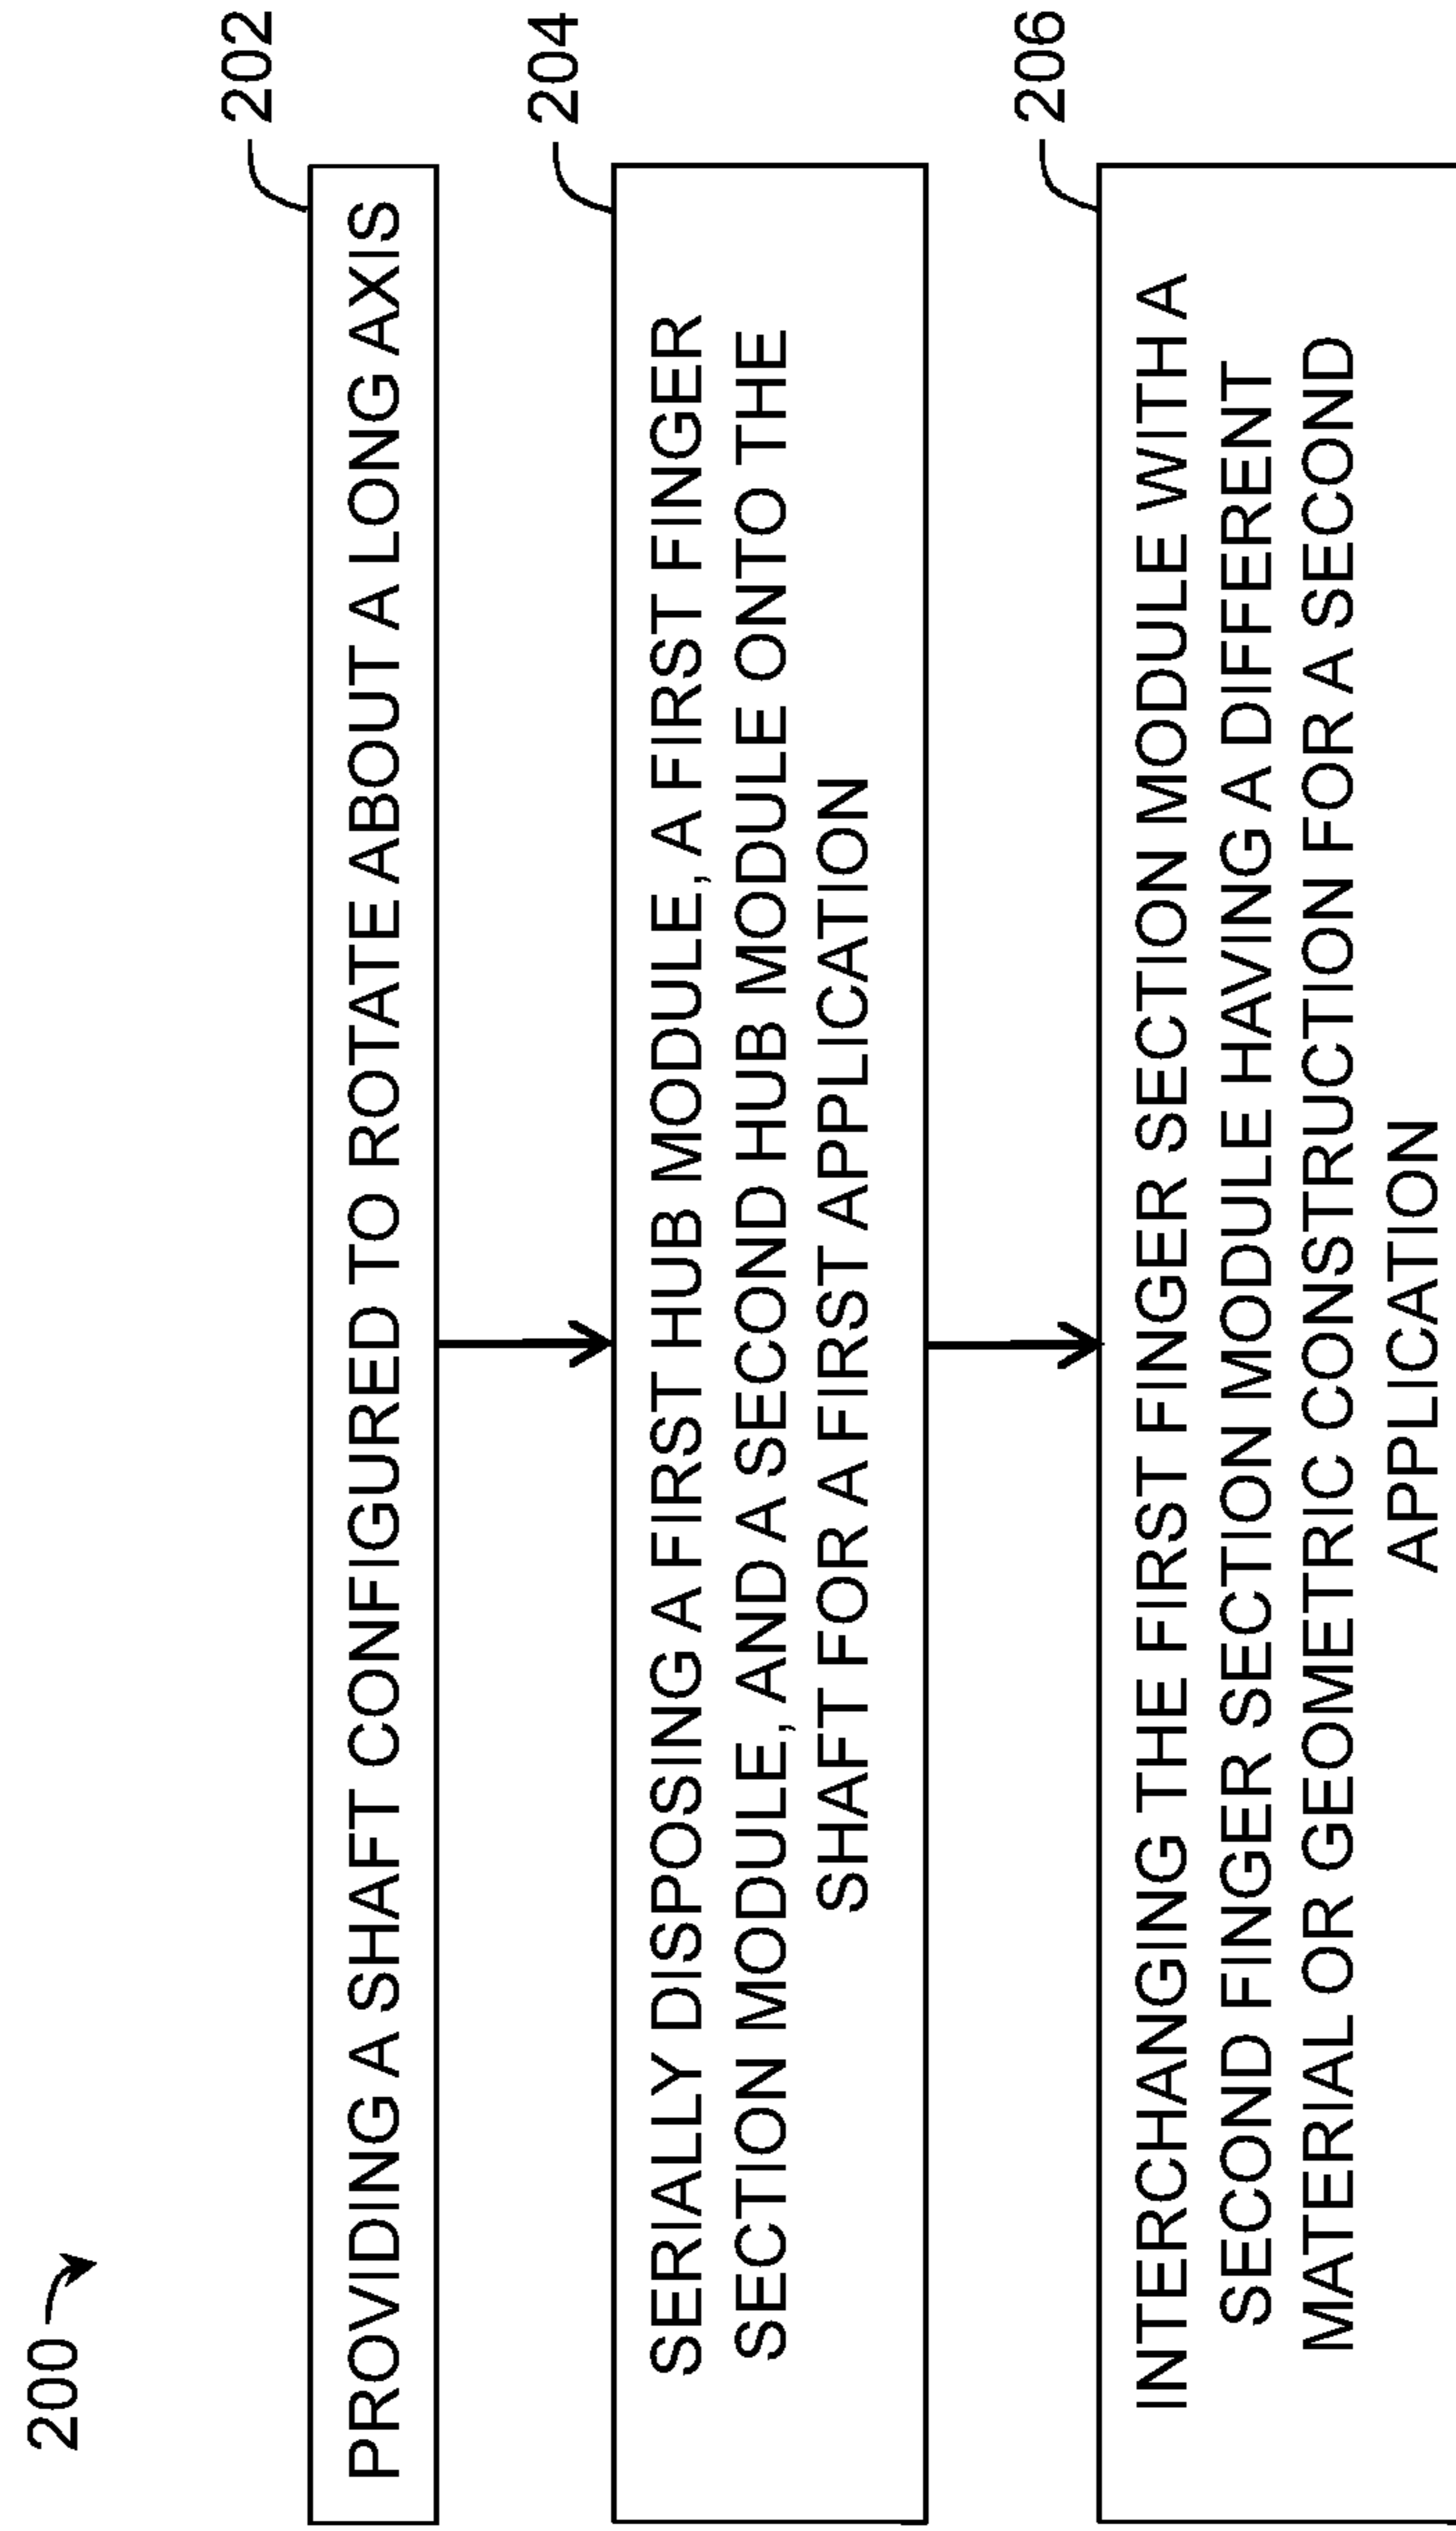 200
202
PROVIDING A SHAFT CONFIGURED TO ROTATE ABOUT A LONG AXIS
204
SERIALLY DISPOSING A FIRST HUB MODULE, A FIRST FINGER
SECTION MODULE, AND A SECOND HUB MODULE ONTO THE
SHAFT FOR A FIRST APPLICATION
206
INTERCHANGING THE FIRST FINGER SECTION MODULE WITH A
SECOND FINGER SECTION MODULE HAVING A DIFFERENT
MATERIAL OR GEOMETRIC CONSTRUCTION FOR A SECOND
APPLICATION